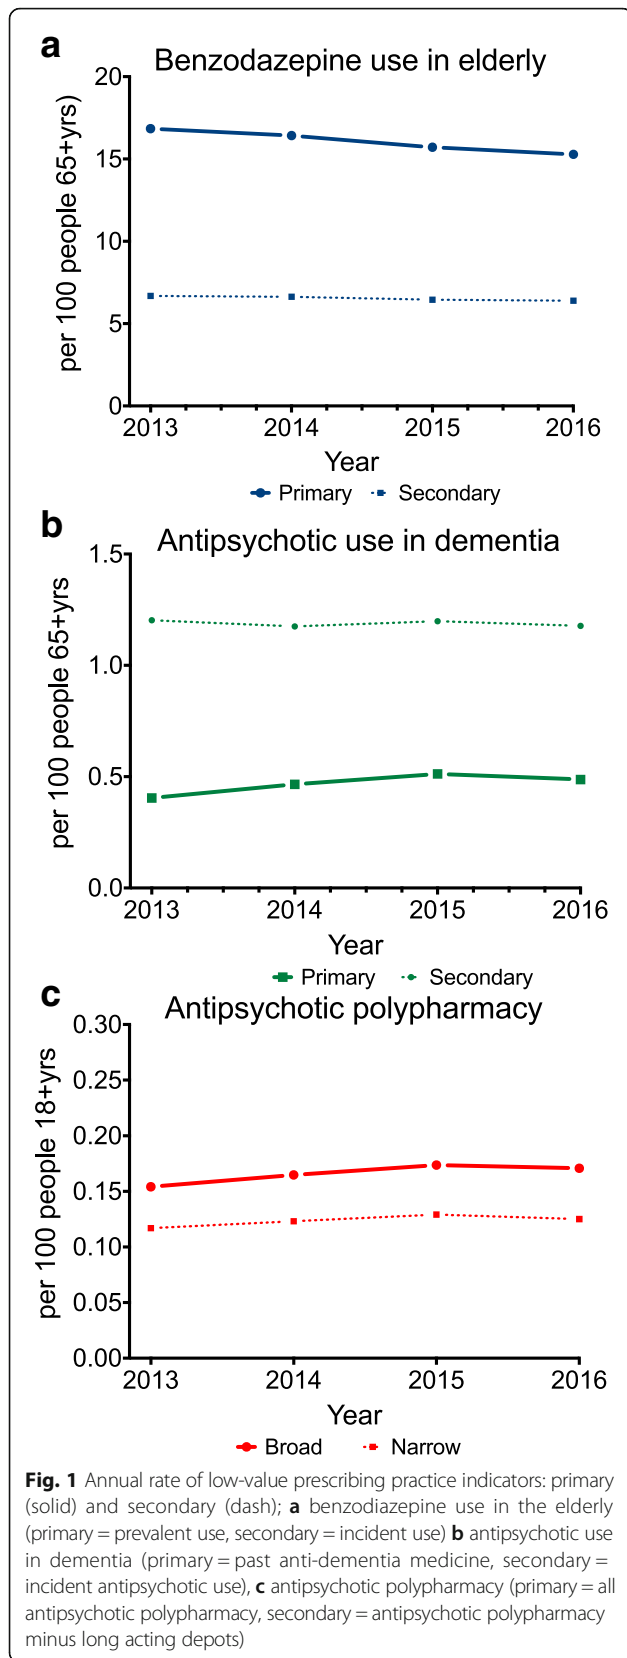 a
Benzodazepine use in elderly
per 100 people 65+yrs)
20
15
10
5
0
2013 2014 2015 2016
Year
Primary Secondary
b
Antipsychotic use in dementia
per 100 people 65+yrs
1.5
1.0
0.5
0.0
2013 2014 2015 2016
Year
Primary Secondary
c
Antipsychotic polypharmacy
per 100 people 18+yrs
0.30
0.25
0.20
0.15
0.10
0.05
0.00
2013 2014 2015 2016
Year
Broad Narrow
Fig. 1 Annual rate of low-value prescribing practice indicators: primary
(solid) and secondary (dash); a benzodiazepine use in the elderly
(primary = prevalent use, secondary = incident use) b antipsychotic use
in dementia (primary = past anti-dementia medicine, secondary =
incident antipsychotic use), c antipsychotic polypharmacy (primary = all
antipsychotic polypharmacy, secondary = antipsychotic polypharmacy
minus long acting depots)